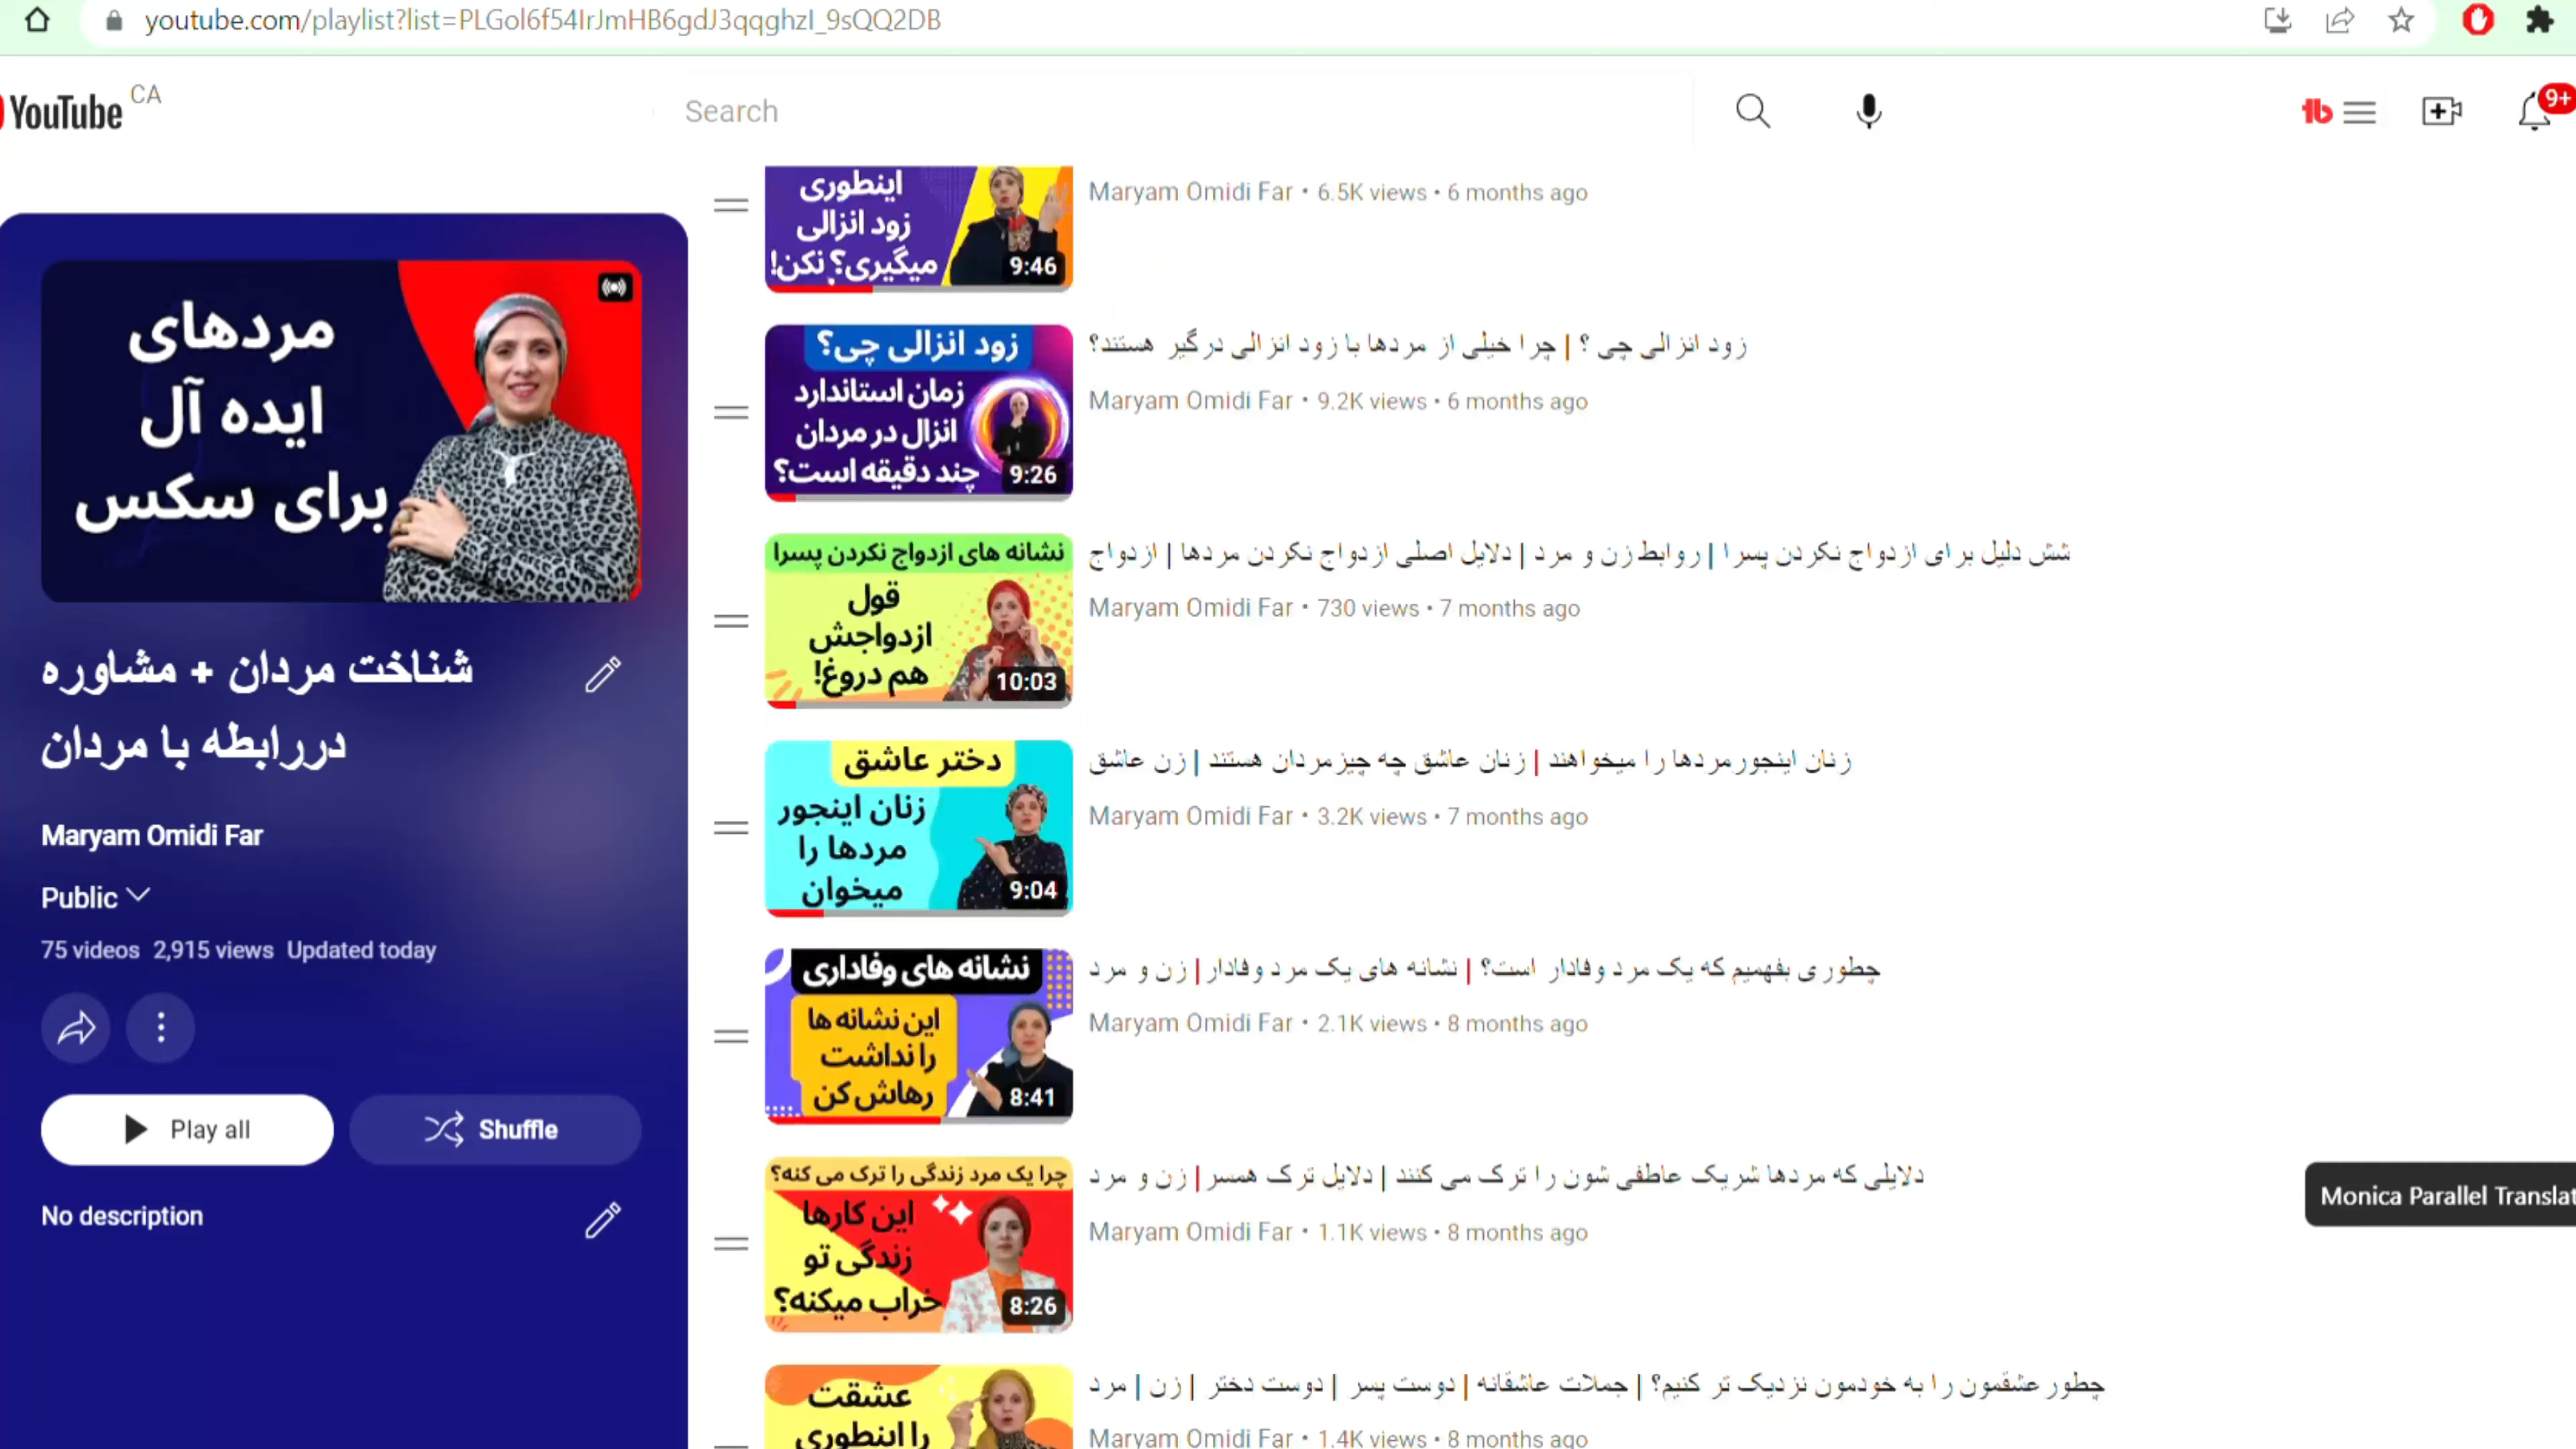 youtube.com/playlist?list=PLGol6f54IrJmHB6gdJ3qqghzI_9sQQ2DB
YouTube CA
Search
9+
مردهای
ایده آل
برای سکس
شناخت مردان + مشاوره
دررابطه با مردان
Maryam Omidi Far
Public
75 videos 2,915 views Updated today
Play all
Shuffle
No description
اینطوری
زود انزالی
میگیری؟ نکن!
9:46
Maryam Omidi Far • 6.5K views • 6 months ago
زود انزالی چی؟
زمان استاندارد
انزال در مردان
چند دقیقه است؟
9:26
زود انزالی چی ؟ | چرا خیلی از مردها با زود انزالی درگیر هستند؟
Maryam Omidi Far • 9.2K views • 6 months ago
نشانه های ازدواج نکردن پسرا
قول
ازدواجش
هم دروغ!
10:03
شش دلیل برای ازدواج نکردن پسرا | روابط زن و مرد | دلایل اصلی ازدواج نکردن مردها | ازدواج
Maryam Omidi Far • 730 views • 7 months ago
دختر عاشق
زنان اینجور
مردها را
میخوان
9:04
زنان اینجورمردها را میخواهند | زنان عاشق چه چیزمردان هستند | زن عاشق
Maryam Omidi Far • 3.2K views • 7 months ago
نشانه های وفاداری
این نشانه ها
را نداشت
رهاش کن
8:41
چطوری بفهمیم که یک مرد وفادار است؟ | نشانه های یک مرد وفادار | زن و مرد
Maryam Omidi Far • 2.1K views • 8 months ago
چرا یک مرد زندگی را ترک می کنه؟
این کارها
زندگی تو
خراب میکنه؟
8:26
دلایلی که مردها شریک عاطفی شون را ترک می کنند | دلایل ترک همسر | زن و مرد
Maryam Omidi Far • 1.1K views • 8 months ago
عشقت
را اینطوری
چطور عشقمون را به خودمون نزدیک تر کنیم؟ | جملات عاشقانه | دوست پسر | دوست دختر | زن | مرد
Maryam Omidi Far • 1.4K views • 8 months ago
Monica Parallel Translat